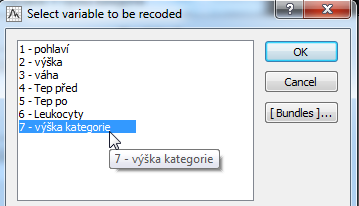 Select variable to be recoded
?
X
1 - pohlaví
2 - výška
3 - váha
4 - Tep před
5 - Tep po
6 - Leukocyty
7 - výška kategorie
7 - výška kategorie
OK
Cancel
[ Bundles ]...